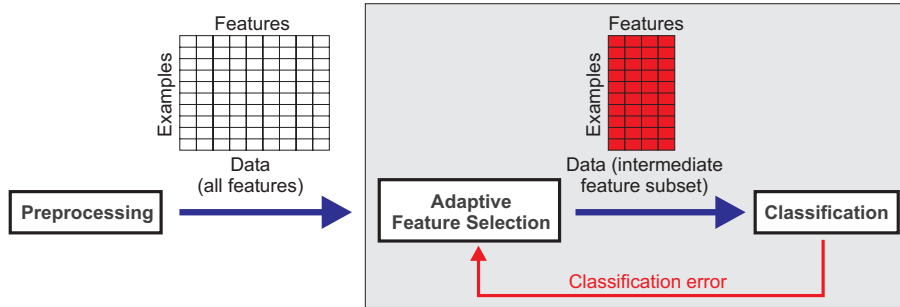 Features
Examples
Data
(all features)
Preprocessing
Features
Examples
Data (intermediate
feature subset)
Adaptive
Feature Selection
Classification
Classification error